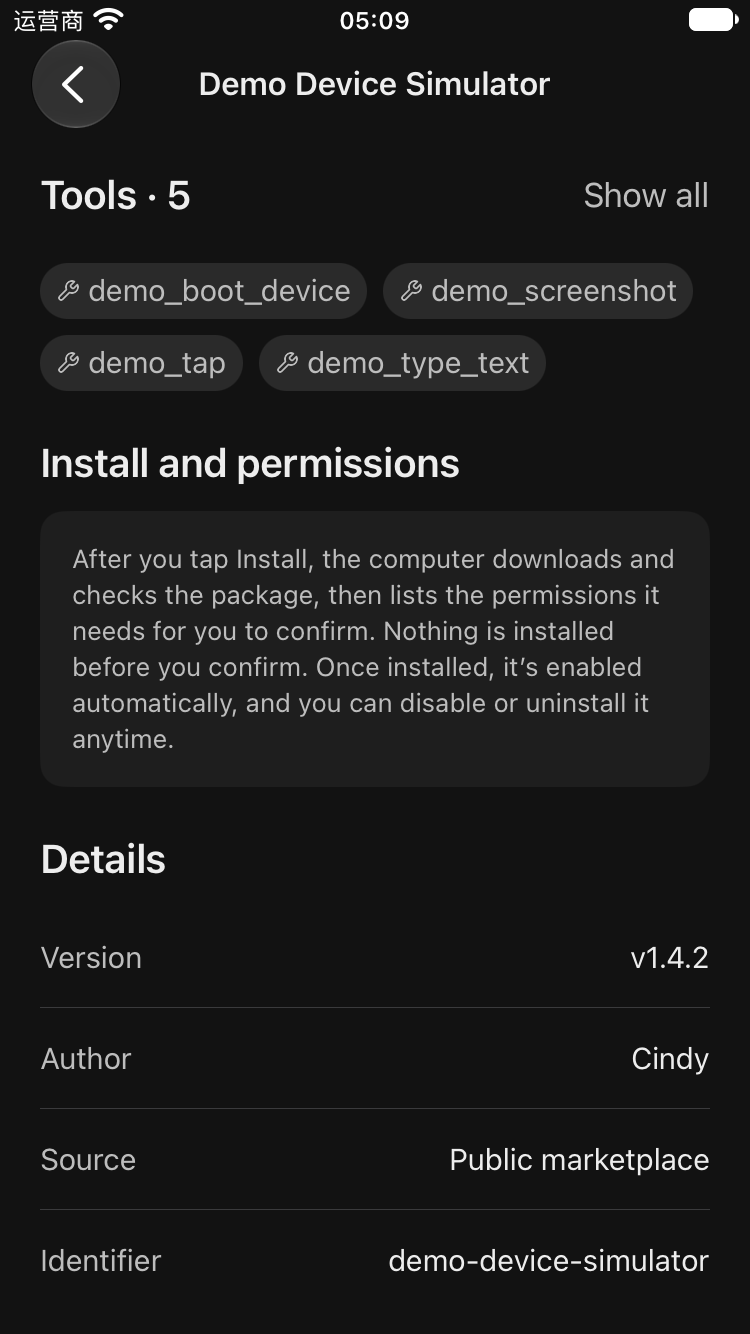 运营商
05:09
Demo Device Simulator
Tools · 5
Show all
demo_boot_device
demo_screenshot
demo_tap
demo_type_text
Install and permissions
After you tap Install, the computer downloads and
checks the package, then lists the permissions it
needs for you to confirm. Nothing is installed
before you confirm. Once installed, it’s enabled
automatically, and you can disable or uninstall it
anytime.
Details
Version
v1.4.2
Author
Cindy
Source
Public marketplace
Identifier
demo-device-simulator